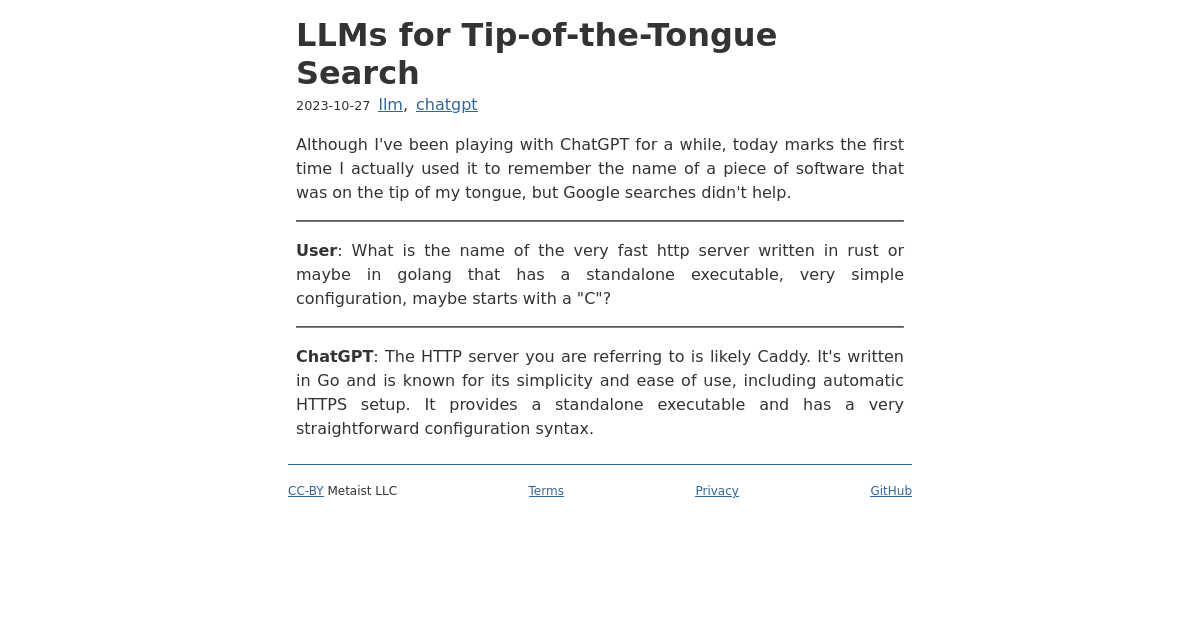 LLMs for Tip-of-the-Tongue
Search
2023-10-27 llm, chatgpt
Although I've been playing with ChatGPT for a while, today marks the first
time I actually used it to remember the name of a piece of software that
was on the tip of my tongue, but Google searches didn't help.
User: What is the name of the very fast http server written in rust or
maybe in golang that has a standalone executable, very simple
configuration, maybe starts with a "C"?
ChatGPT: The HTTP server you are referring to is likely Caddy. It's written
in Go and is known for its simplicity and ease of use, including automatic
HTTPS setup. It provides a standalone executable and has a very
straightforward configuration syntax.
CC-BY Metaist LLC Terms Privacy GitHub